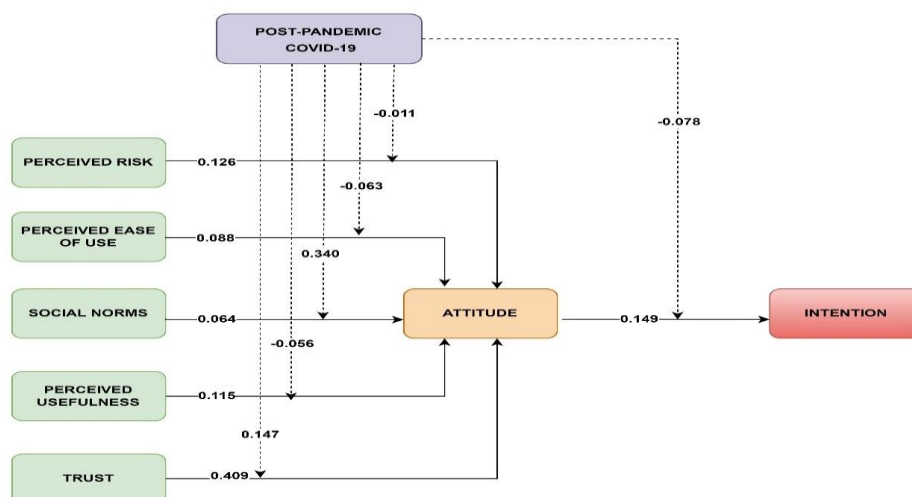 POST-PANDEMIC
COVID-19
-0.011
-0.078
PERCEIVED RISK
0.126
-0.063
PERCEIVED EASE
OF USE
0.088
0.340
SOCIAL NORMS
0.064
ATTITUDE
0.149
INTENTION
-0.056
PERCEIVED
USEFULNESS
0.115
0.147
TRUST
0.409